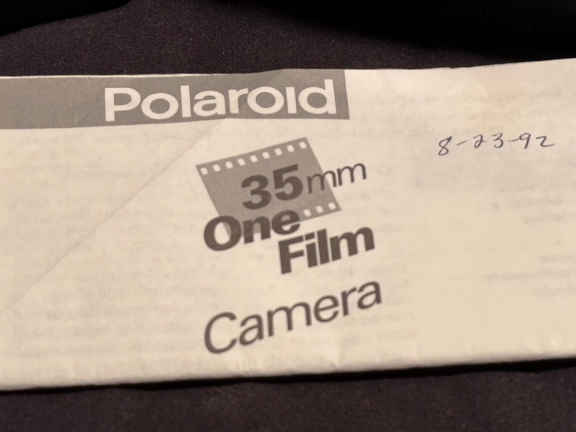 Polaroid
8-23-92
35mm
One
Film
Camera